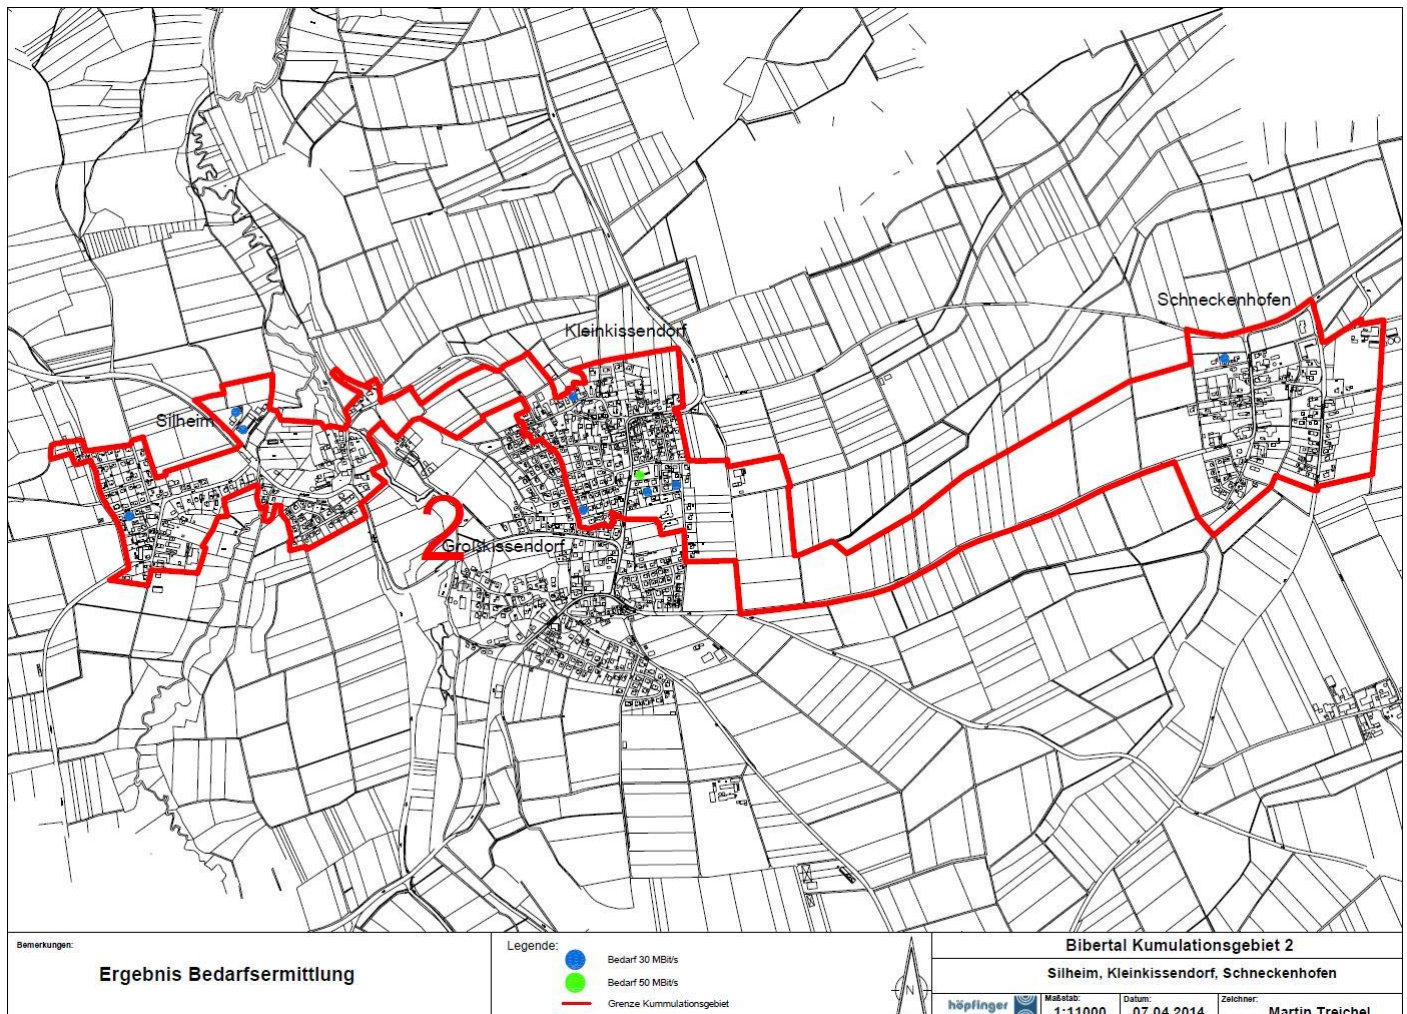 Schneckenhofen
Kleinkissendorf
Silheim
2
Großkissendorf
Bemerkungen:
Ergebnis Bedarfsermittlung
Legende:
Bedarf 30 MBit/s
Bedarf 50 MBit/s
Grenze Kummulationsgebiet
N
Bibertal Kumulationsgebiet 2
Silheim, Kleinkissendorf, Schneckenhofen
höpfinger
Maßstab:
1:11000
Datum:
07.04.2014
Zeichner:
Martin Treichel